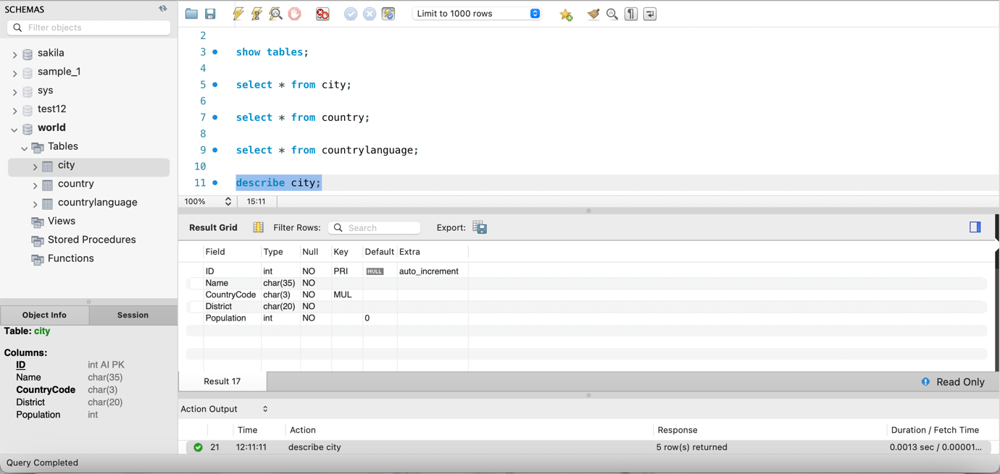 SCHEMAS
Filter objects
sakila
sample_1
sys
test12
world
Tables
city
country
countrylanguage
Views
Stored Procedures
Functions
Object Info Session
Table: city
Columns:
ID int AI PK
Name char(35)
CountryCode char(3)
District char(20)
Population int
Query Completed
Limit to 1000 rows
2
3 show tables;
4
5 select * from city;
6
7 select * from country;
8
9 select * from countrylanguage;
10
11 describe city;
100% 15:11
Result Grid Filter Rows: Search Export:
Field Type Null Key Default Extra
ID int NO PRI NULL auto_increment
Name char(35) NO
CountryCode char(3) NO MUL
District char(20) NO
Population int NO 0
Result 17 Read Only
Action Output
Time Action Response Duration / Fetch Time
21 12:11:11 describe city 5 row(s) returned 0.0013 sec / 0.00001...